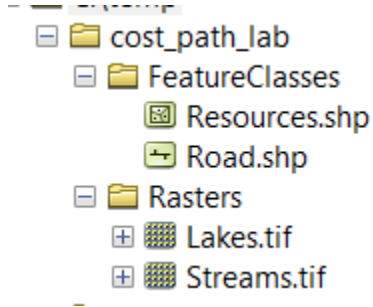 cost_path_lab
FeatureClasses
Resources.shp
Road.shp
Rasters
Lakes.tif
Streams.tif